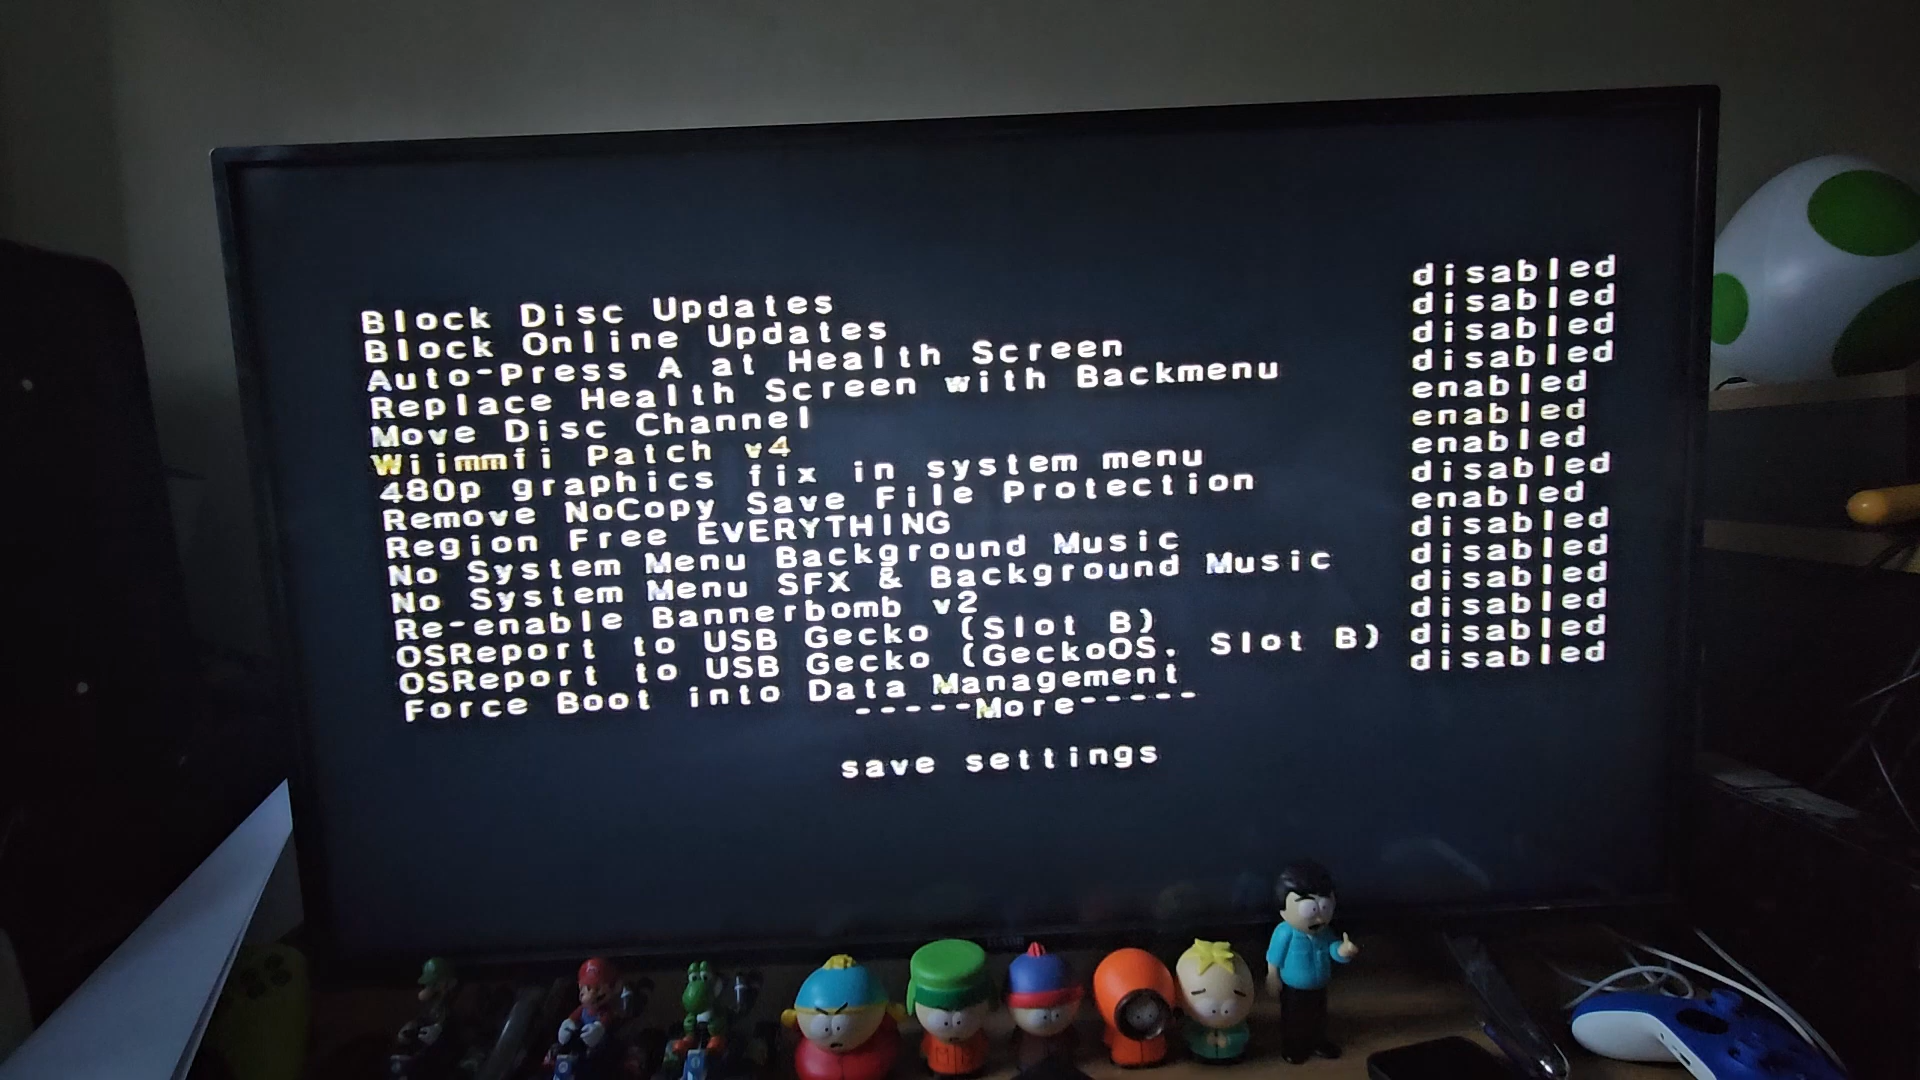 Block Disc Updates disabled
Block Online Updates disabled
Auto-Press A at Health Screen disabled
Replace Health Screen with Backmenu disabled
Move Disc Channel enabled
Wiimmfi Patch v4 enabled
480p graphics fix in system menu enabled
Remove NoCopy Save File Protection disabled
Region Free EVERYTHING enabled
No System Menu Background Music disabled
No System Menu SFX & Background Music disabled
Re-enable Bannerbomb v2 disabled
OSReport to USB Gecko (Slot B) disabled
OSReport to USB Gecko (GeckoOS, Slot B) disabled
Force Boot into Data Management disabled
-----More-----
save settings